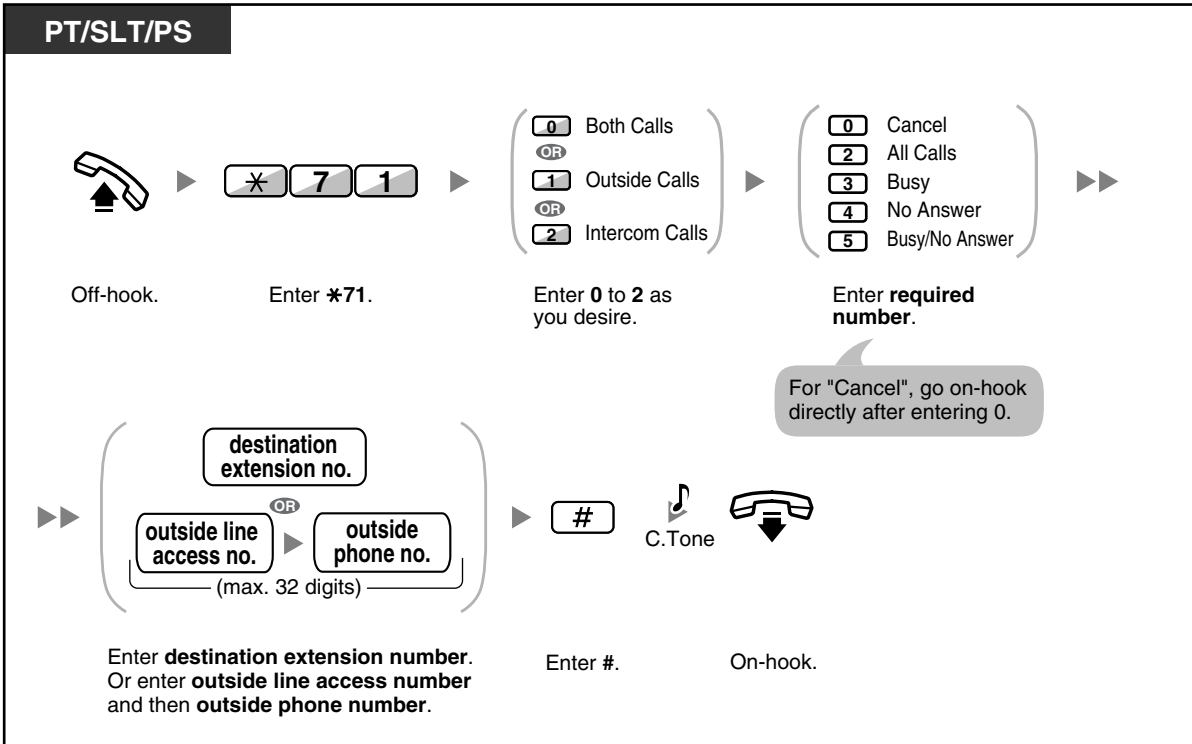 PT/SLT/PS
0 Both Calls
OR
1 Outside Calls
OR
2 Intercom Calls
0 Cancel
2 All Calls
3 Busy
4 No Answer
5 Busy/No Answer
✱ 7 1
Off-hook.
Enter ✱71.
Enter 0 to 2 as
you desire.
Enter required
number.
For "Cancel", go on-hook
directly after entering 0.
destination
extension no.
OR
outside line
access no.
outside
phone no.
(max. 32 digits)
#
C.Tone
Enter destination extension number.
Or enter outside line access number
and then outside phone number.
Enter #.
On-hook.